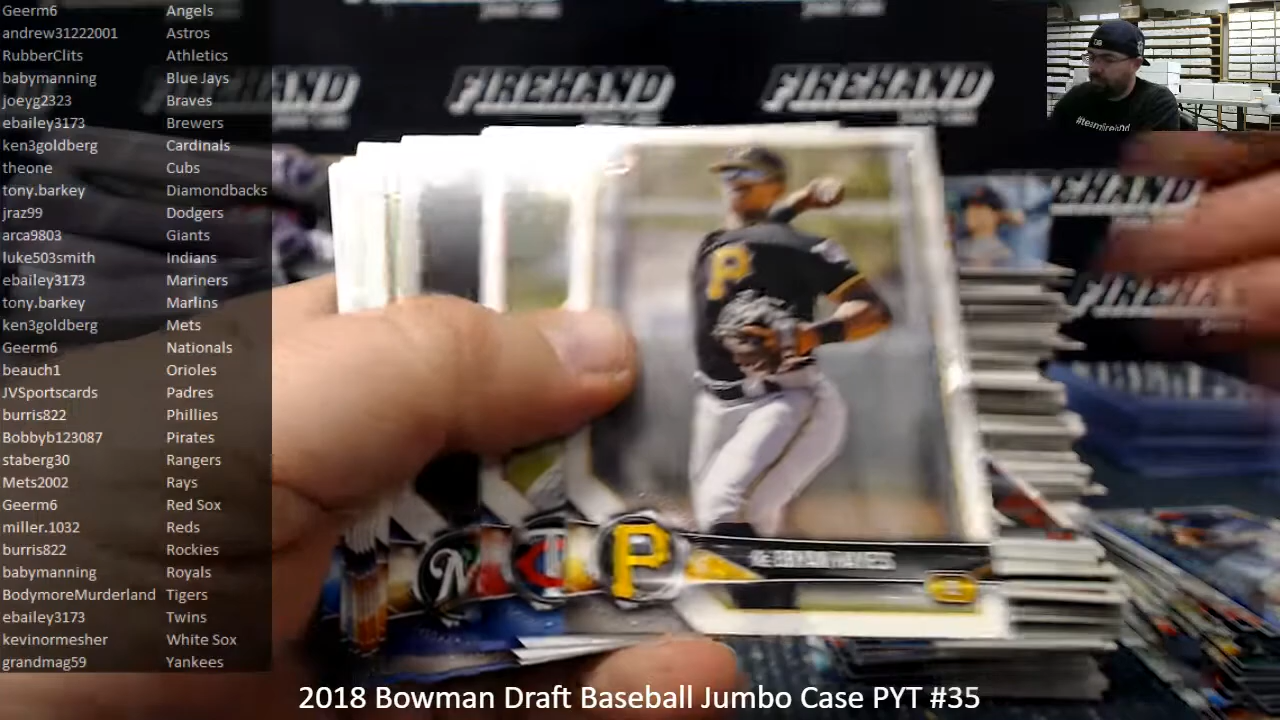 Geerm6 Angels
andrew31222001 Astros
RubberClits Athletics
babymanning Blue Jays
joeyg2323 Braves
ebailey3173 Brewers
ken3goldberg Cardinals
theone Cubs
tony.barkey Diamondbacks
jraz99 Dodgers
arca9803 Giants
luke503smith Indians
ebailey3173 Mariners
tony.barkey Marlins
ken3goldberg Mets
Geerm6 Nationals
beauch1 Orioles
JVSportscards Padres
burris822 Phillies
Bobbyb123087 Pirates
staberg30 Rangers
Mets2002 Rays
Geerm6 Red Sox
miller.1032 Reds
burris822 Rockies
babymanning Royals
BodymoreMurderland Tigers
ebailey3173 Twins
kevinormesher White Sox
grandmag59 Yankees
FIREHAND
FIREHAND
P
P
KE'BRYAN HAYES
2018 Bowman Draft Baseball Jumbo Case PYT #35